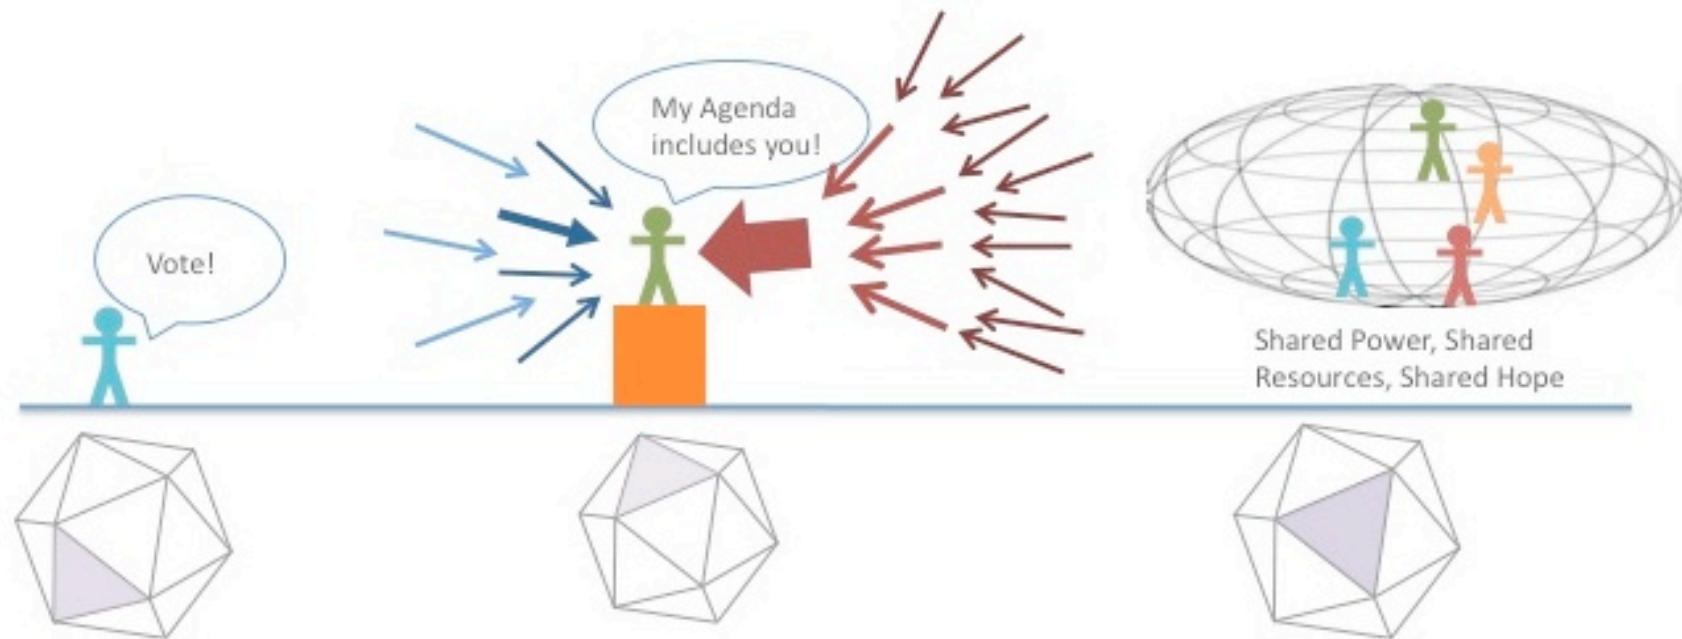 Vote!
My Agenda
includes you!
Shared Power, Shared
Resources, Shared Hope